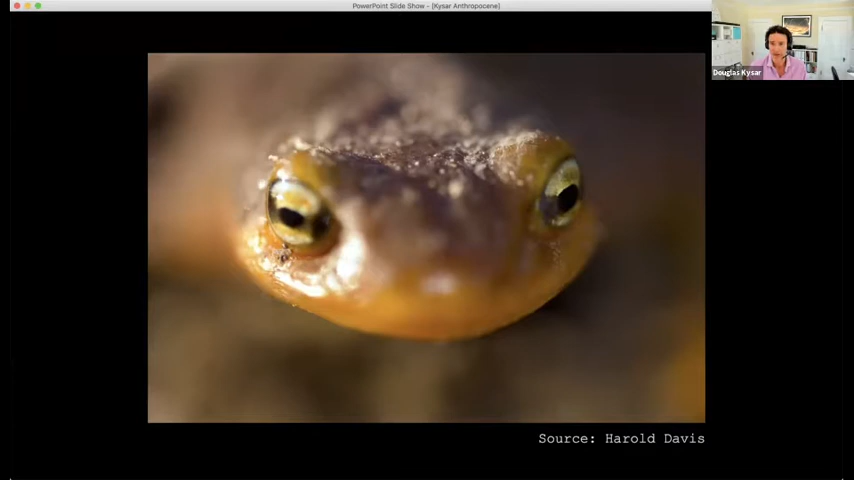 PowerPoint Slide Show - [Kysar Anthropocene]
Douglas Kysar
Source: Harold Davis